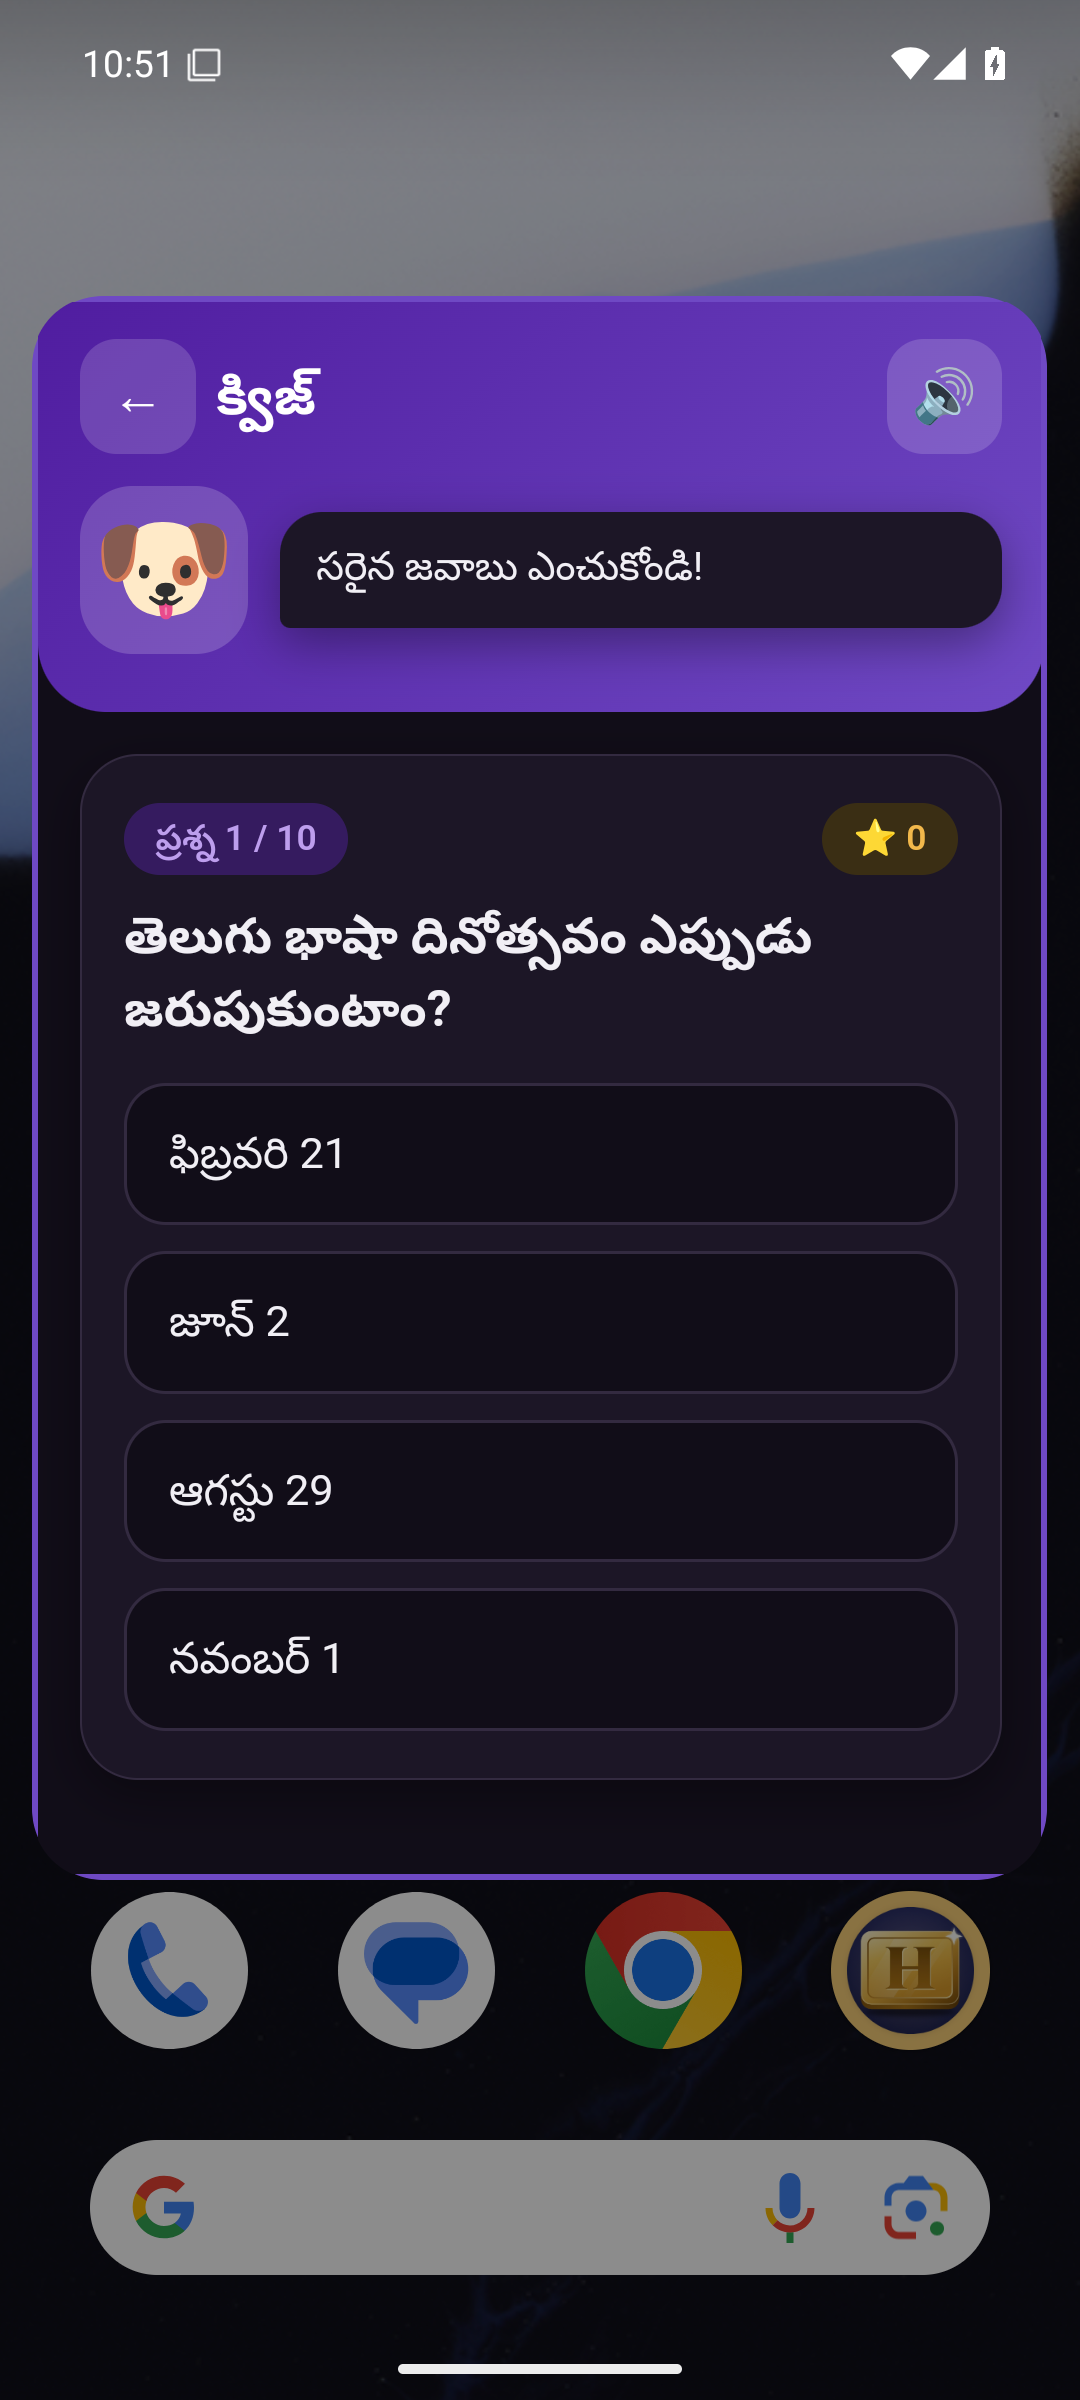 10:51
← క్విజ్
సరైన జవాబు ఎంచుకోండి!
ప్రశ్న 1 / 10
0
తెలుగు భాషా దినోత్సవం ఎప్పుడు
జరుపుకుంటాం?
ఫిబ్రవరి 21
జూన్ 2
ఆగస్టు 29
నవంబర్ 1
H
G